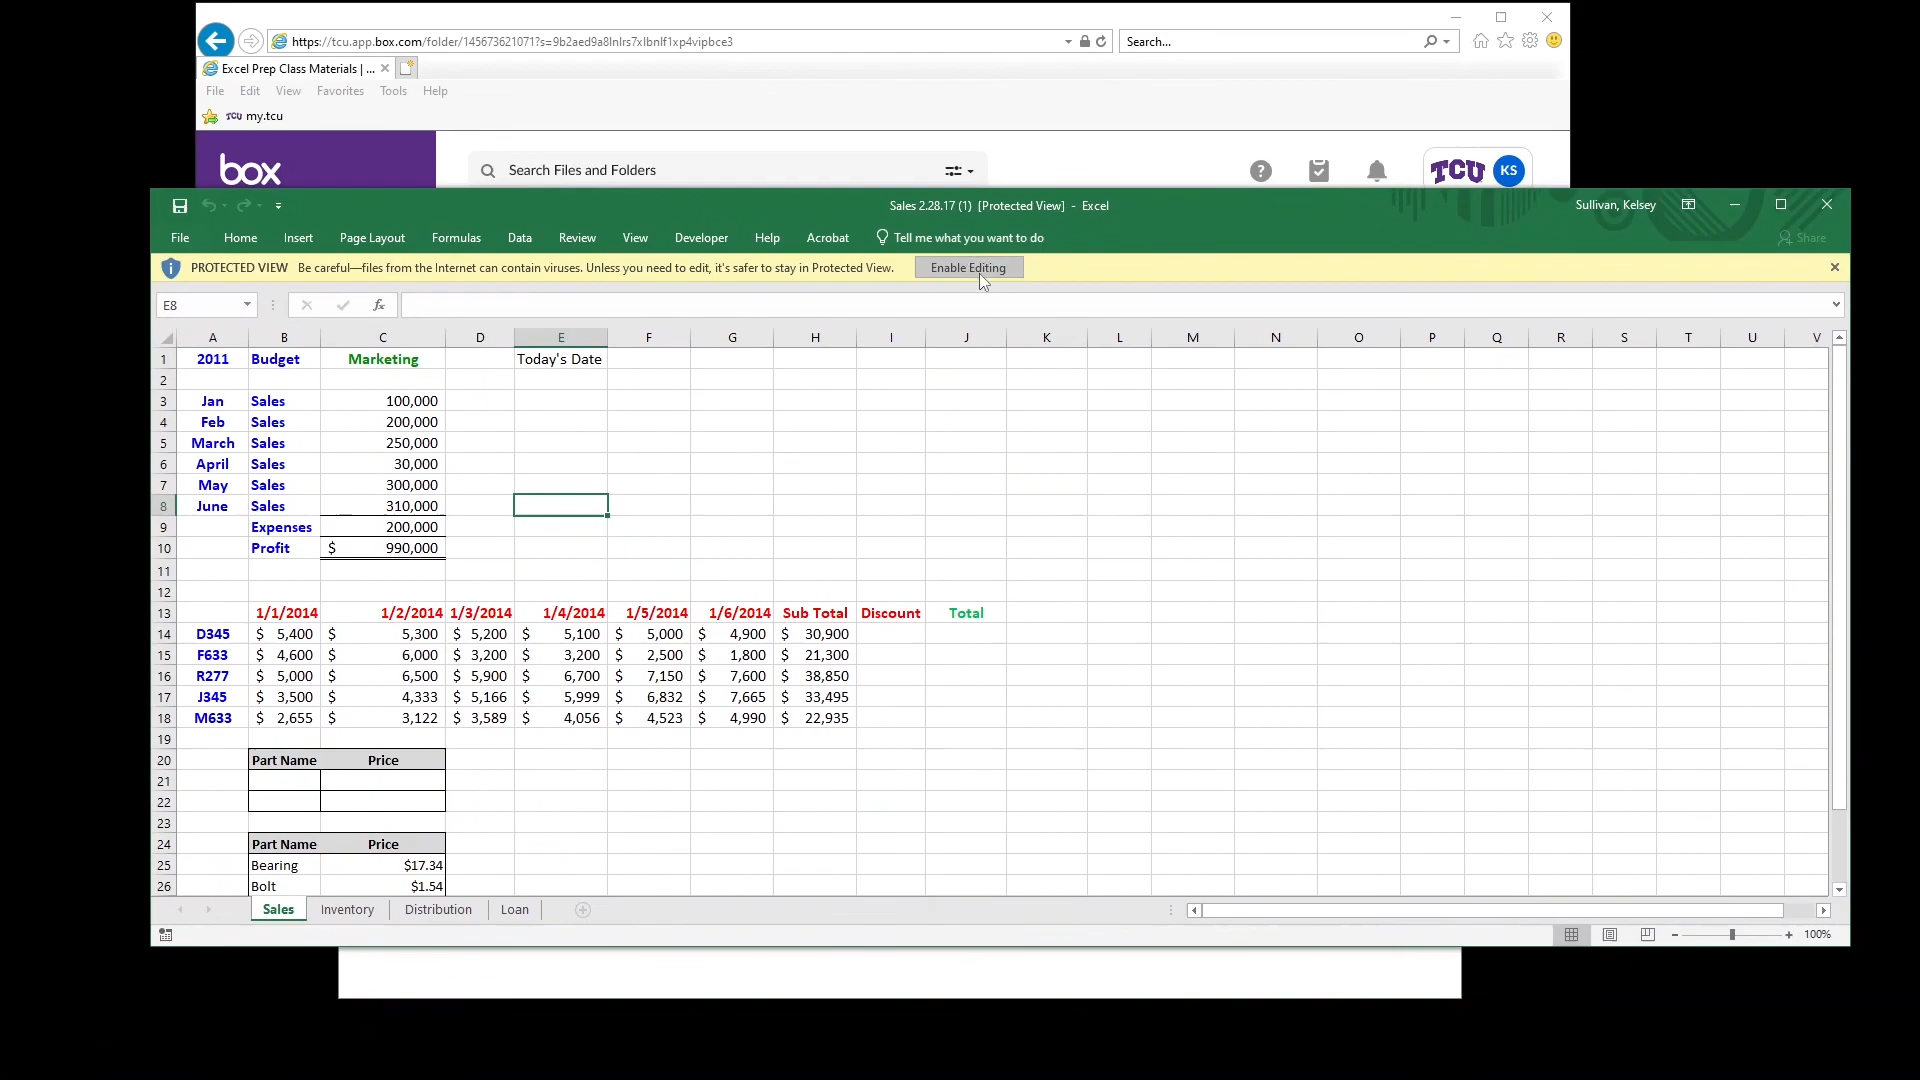 https://tcu.app.box.com/folder/145673621071?s=9b2aed9a8lnlrs7xlbnlf1xp4vipbce3
Search...
Excel Prep Class Materials | ...
File Edit View Favorites Tools Help
TCU my.tcu
box
Search Files and Folders
TCU KS
Sales 2.28.17 (1) [Protected View] - Excel
Sullivan, Kelsey
File Home Insert Page Layout Formulas Data Review View Developer Help Acrobat Tell me what you want to do Share
PROTECTED VIEW Be careful—files from the Internet can contain viruses. Unless you need to edit, it's safer to stay in Protected View. Enable Editing
E8 fx
A B C D E F G H I J K L M N O P Q R S T U V
1 2011 Budget Marketing Today's Date
2
3 Jan Sales 100,000
4 Feb Sales 200,000
5 March Sales 250,000
6 April Sales 30,000
7 May Sales 300,000
8 June Sales 310,000
9 Expenses 200,000
10 Profit $ 990,000
11
12
13 1/1/2014 1/2/2014 1/3/2014 1/4/2014 1/5/2014 1/6/2014 Sub Total Discount Total
14 D345 $ 5,400 $ 5,300 $ 5,200 $ 5,100 $ 5,000 $ 4,900 $ 30,900
15 F633 $ 4,600 $ 6,000 $ 3,200 $ 3,200 $ 2,500 $ 1,800 $ 21,300
16 R277 $ 5,000 $ 6,500 $ 5,900 $ 6,700 $ 7,150 $ 7,600 $ 38,850
17 J345 $ 3,500 $ 4,333 $ 5,166 $ 5,999 $ 6,832 $ 7,665 $ 33,495
18 M633 $ 2,655 $ 3,122 $ 3,589 $ 4,056 $ 4,523 $ 4,990 $ 22,935
19
20 Part Name Price
21
22
23
24 Part Name Price
25 Bearing $17.34
26 Bolt $1.54
Sales Inventory Distribution Loan
100%